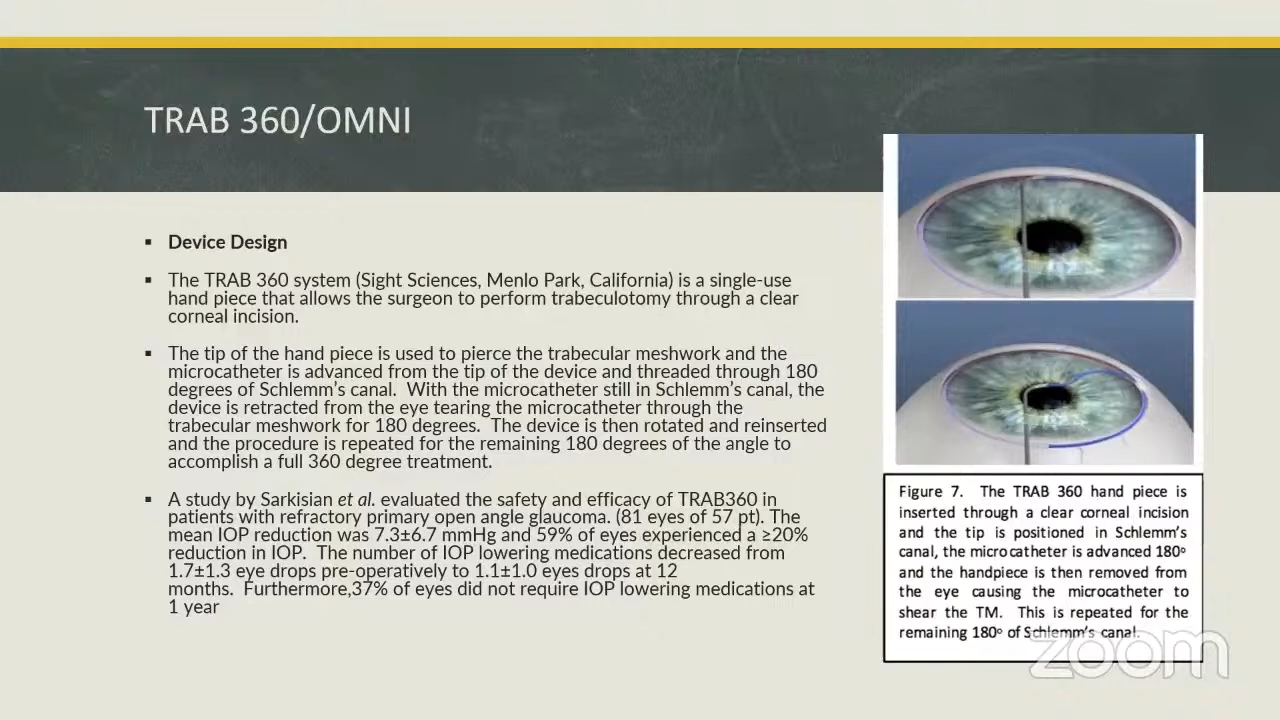 TRAB 360/OMNI
▪ Device Design
▪ The TRAB 360 system (Sight Sciences, Menlo Park, California) is a single-use
hand piece that allows the surgeon to perform trabeculotomy through a clear
corneal incision.
▪ The tip of the hand piece is used to pierce the trabecular meshwork and the
microcatheter is advanced from the tip of the device and threaded through 180
degrees of Schlemm's canal.  With the microcatheter still in Schlemm's canal, the
device is retracted from the eye tearing the microcatheter through the
trabecular meshwork for 180 degrees.  The device is then rotated and reinserted
and the procedure is repeated for the remaining 180 degrees of the angle to
accomplish a full 360 degree treatment.
▪ A study by Sarkisian et al. evaluated the safety and efficacy of TRAB360 in
patients with refractory primary open angle glaucoma. (81 eyes of 57 pt). The
mean IOP reduction was 7.3±6.7 mmHg and 59% of eyes experienced a ≥20%
reduction in IOP.  The number of IOP lowering medications decreased from
1.7±1.3 eye drops pre-operatively to 1.1±1.0 eyes drops at 12
months.  Furthermore,37% of eyes did not require IOP lowering medications at
1 year
Figure 7.  The TRAB 360 hand piece is
inserted through a clear corneal incision
and the tip is positioned in Schlemm's
canal, the microcatheter is advanced 180º
and the handpiece is then removed from
the eye causing the microcatheter to
shear the TM.  This is repeated for the
remaining 180º of Schlemm's canal.
zoom